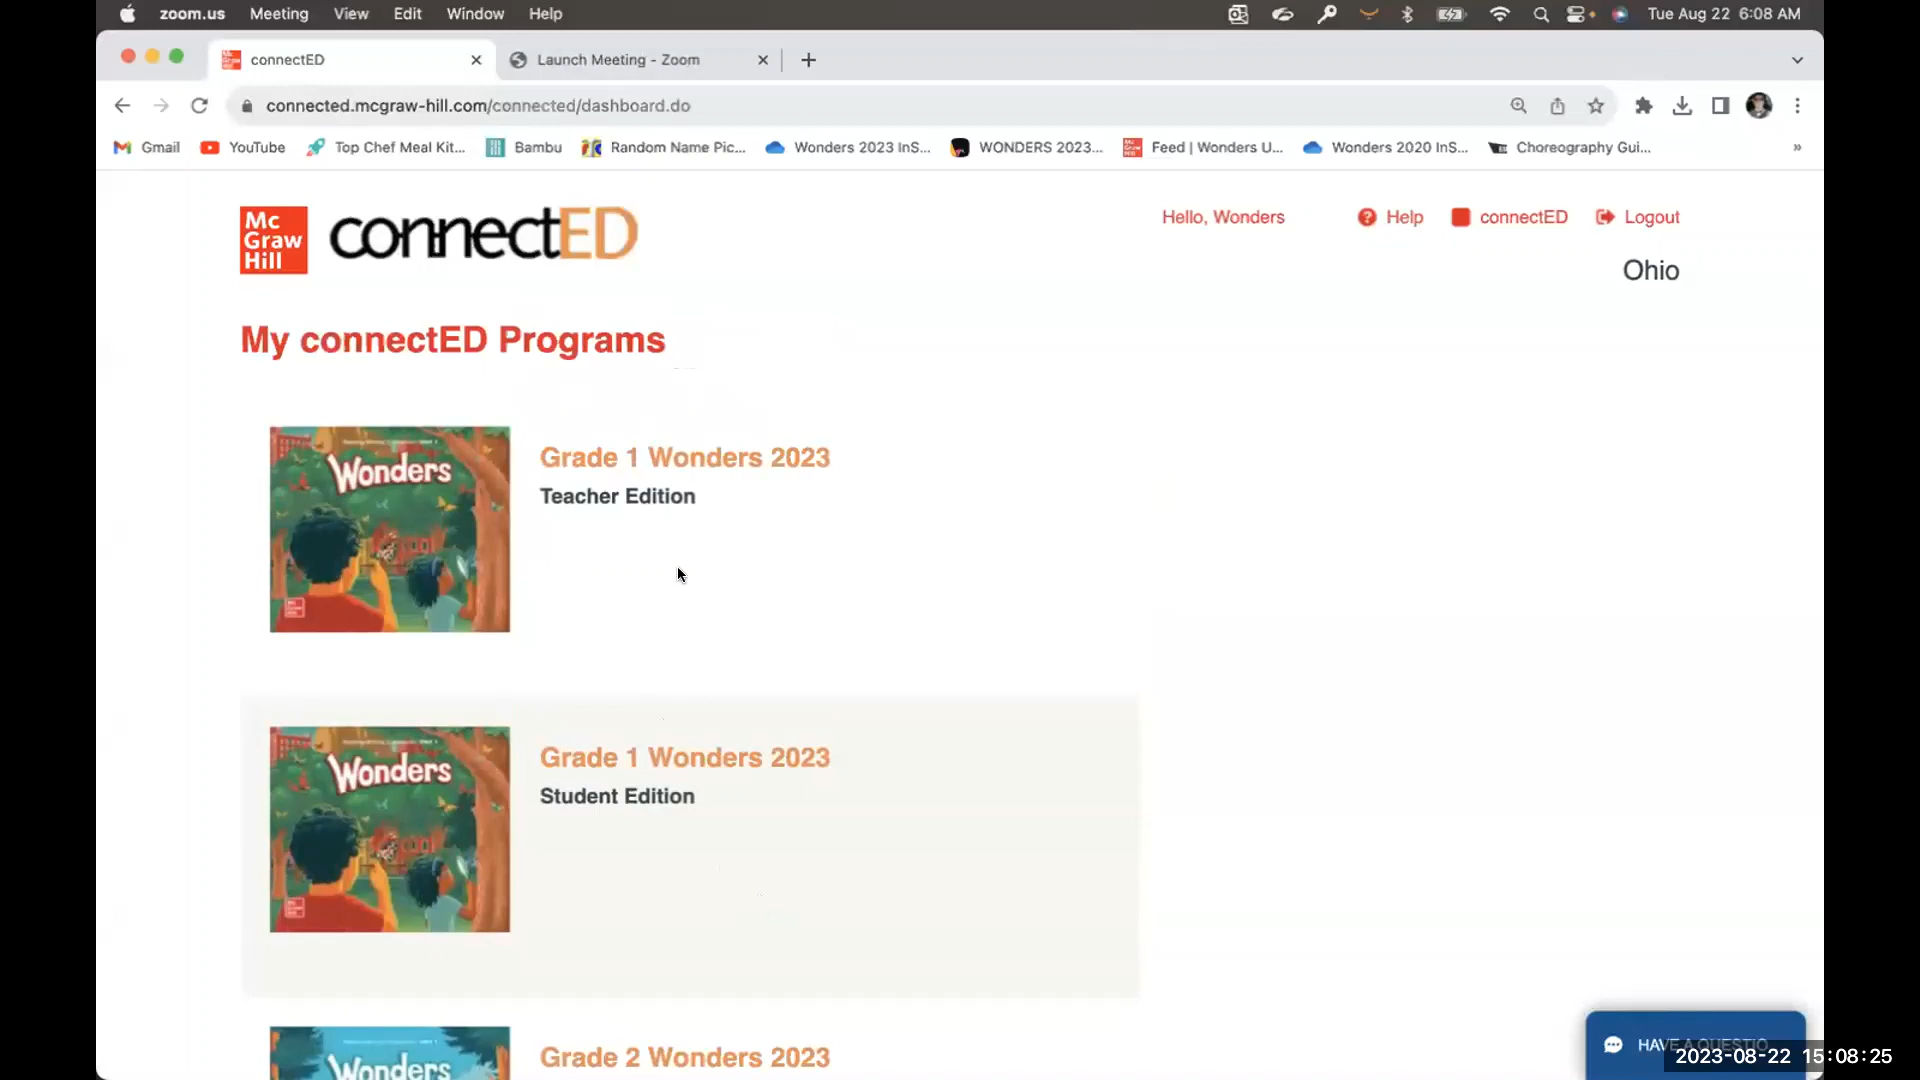 zoom.us Meeting View Edit Window Help Tue Aug 22 6:08 AM
connectED Launch Meeting - Zoom
connected.mcgraw-hill.com/connected/dashboard.do
Gmail YouTube Top Chef Meal Kit... Bambu Random Name Pic... Wonders 2023 InS... WONDERS 2023... Feed | Wonders U... Wonders 2020 InS... Choreography Gui... »
Mc
Graw
Hill
connectED
Hello, Wonders Help connectED Logout
Ohio
My connectED Programs
Wonders
Grade 1 Wonders 2023
Teacher Edition
Wonders
Grade 1 Wonders 2023
Student Edition
Wonders
Grade 2 Wonders 2023
HAVE A QUESTIO
2023-08-22 15:08:25